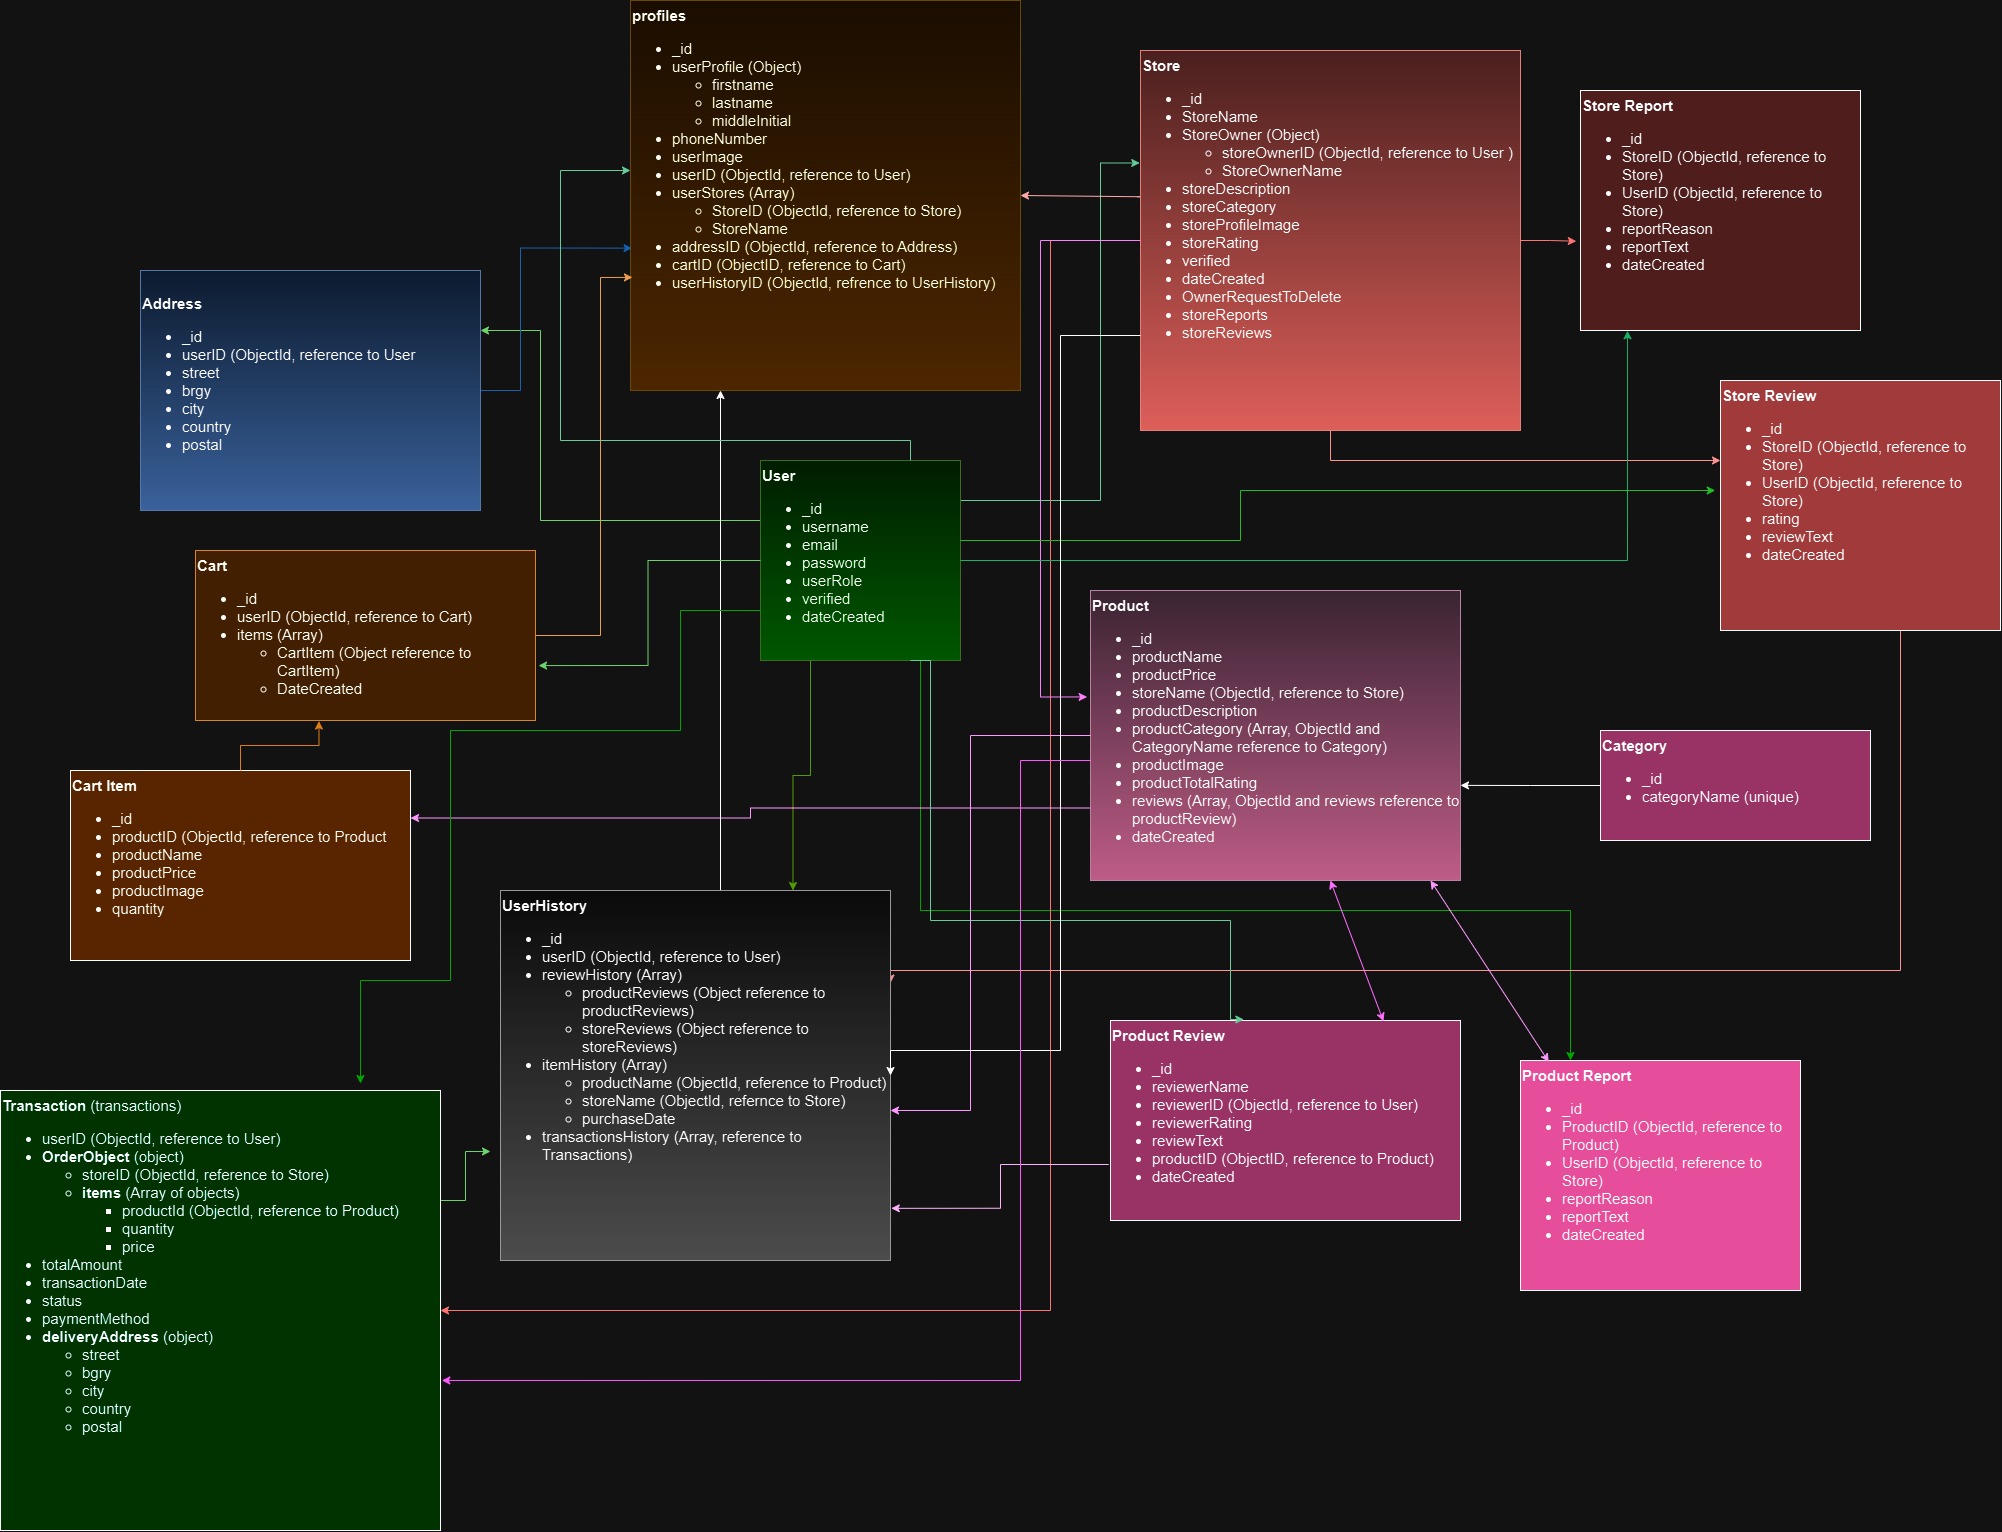 profiles
_id
userProfile (Object)
firstname
lastname
middleInitial
phoneNumber
userImage
userID (ObjectId, reference to User)
userStores (Array)
StoreID (ObjectId, reference to Store)
StoreName
addressID (ObjectId, reference to Address)
cartID (ObjectID, reference to Cart)
userHistoryID (ObjectId, refrence to UserHistory)
Store
_id
StoreName
StoreOwner (Object)
storeOwnerID (ObjectId, reference to User )
StoreOwnerName
storeDescription
storeCategory
storeProfileImage
storeRating
verified
dateCreated
OwnerRequestToDelete
storeReports
storeReviews
Store Report
_id
StoreID (ObjectId, reference to
Store)
UserID (ObjectId, reference to
Store)
reportReason
reportText
dateCreated
Address
_id
userID (ObjectId, reference to User
street
brgy
city
country
postal
Store Review
_id
StoreID (ObjectId, reference to
Store)
UserID (ObjectId, reference to
Store)
rating
reviewText
dateCreated
User
_id
username
email
password
userRole
verified
dateCreated
Cart
_id
userID (ObjectId, reference to Cart)
items (Array)
CartItem (Object reference to
CartItem)
DateCreated
Product
_id
productName
productPrice
storeName (ObjectId, reference to Store)
productDescription
productCategory (Array, ObjectId and
CategoryName reference to Category)
productImage
productTotalRating
reviews (Array, ObjectId and reviews reference to
productReview)
dateCreated
Category
_id
categoryName (unique)
Cart Item
_id
productID (ObjectId, reference to Product
productName
productPrice
productImage
quantity
UserHistory
_id
userID (ObjectId, reference to User)
reviewHistory (Array)
productReviews (Object reference to
productReviews)
storeReviews (Object reference to
storeReviews)
itemHistory (Array)
productName (ObjectId, reference to Product)
storeName (ObjectId, refernce to Store)
purchaseDate
transactionsHistory (Array, reference to
Transactions)
Product Review
_id
reviewerName
reviewerID (ObjectId, reference to User)
reviewerRating
reviewText
productID (ObjectID, reference to Product)
dateCreated
Product Report
_id
ProductID (ObjectId, reference to
Product)
UserID (ObjectId, reference to
Store)
reportReason
reportText
dateCreated
Transaction (transactions)
userID (ObjectId, reference to User)
OrderObject (object)
storeID (ObjectId, reference to Store)
items (Array of objects)
productId (ObjectId, reference to Product)
quantity
price
totalAmount
transactionDate
status
paymentMethod
deliveryAddress (object)
street
bgry
city
country
postal